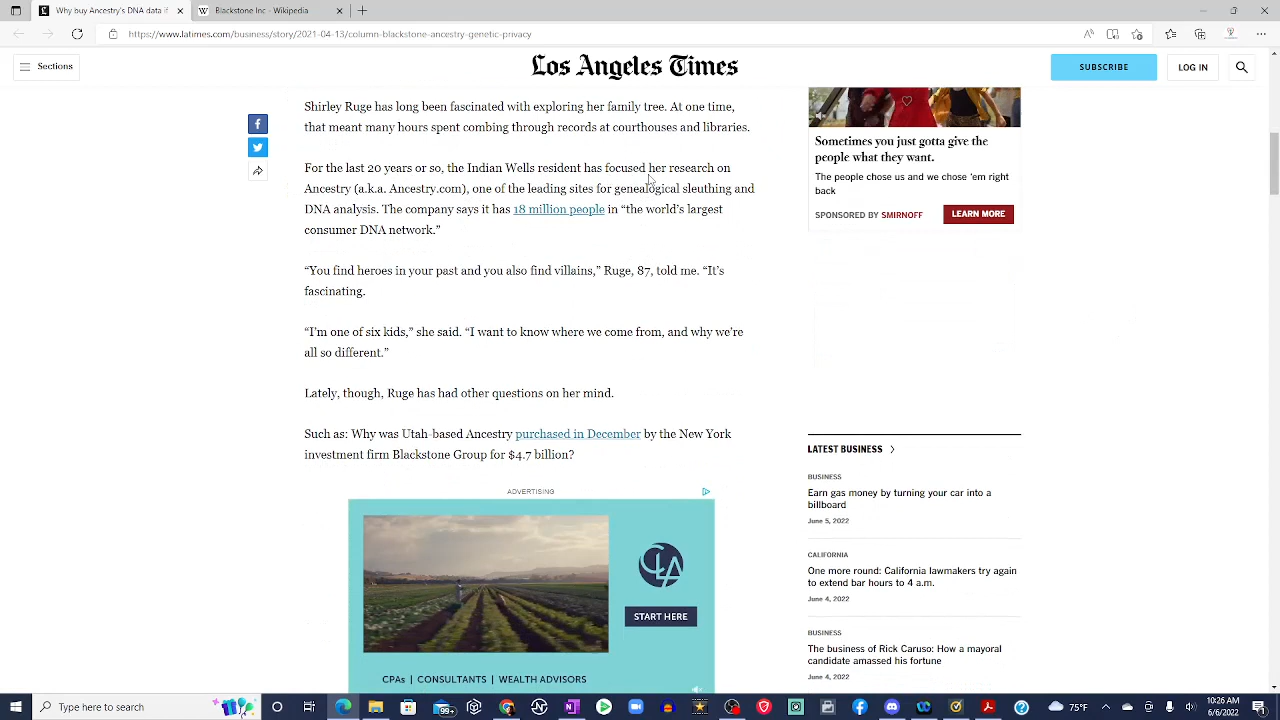 Why buy Ancestry's DNA data if
Blackstone Inc - Wikipedia
https://www.latimes.com/business/story/2021-04-13/column-blackstone-ancestry-genetic-privacy
Sections
Los Angeles Times
SUBSCRIBE
LOG IN
Shirley Ruge has long been fascinated with exploring her family tree. At one time,
that meant many hours spent combing through records at courthouses and libraries.
For the last 20 years or so, the Indian Wells resident has focused her research on
Ancestry (a.k.a. Ancestry.com), one of the leading sites for genealogical sleuthing and
DNA analysis. The company says it has 18 million people in “the world’s largest
consumer DNA network.”
“You find heroes in your past and you also find villains,” Ruge, 87, told me. “It’s
fascinating.
“I’m one of six kids,” she said. “I want to know where we come from, and why we’re
all so different.”
Lately, though, Ruge has had other questions on her mind.
Such as: Why was Utah-based Ancestry purchased in December by the New York
investment firm Blackstone Group for $4.7 billion?
ADVERTISING
CLA
START HERE
CPAs | CONSULTANTS | WEALTH ADVISORS
Sometimes you just gotta give the
people what they want.
The people chose us and we chose 'em right
back
SPONSORED BY SMIRNOFF
LEARN MORE
LATEST BUSINESS
BUSINESS
Earn gas money by turning your car into a
billboard
June 5, 2022
CALIFORNIA
One more round: California lawmakers try again
to extend bar hours to 4 a.m.
June 4, 2022
BUSINESS
The business of Rick Caruso: How a mayoral
candidate amassed his fortune
June 4, 2022
Type here to search
75°F
10:26 AM
6/6/2022